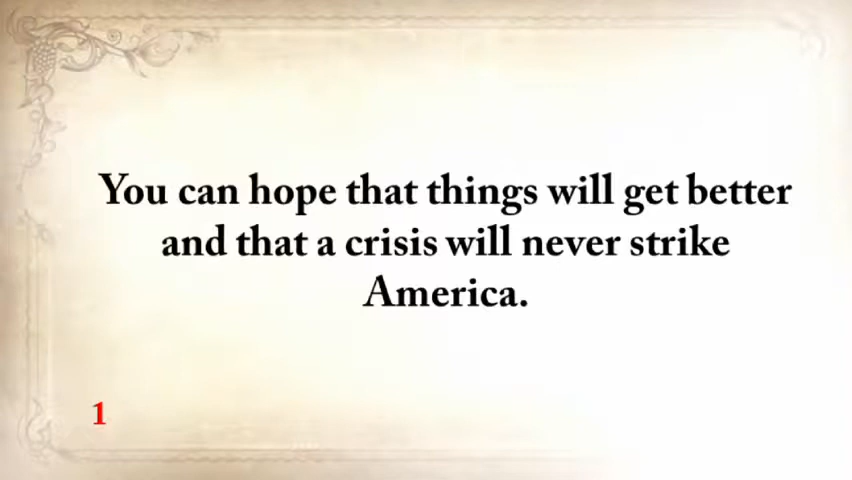 You can hope that things will get better
and that a crisis will never strike
America.
1